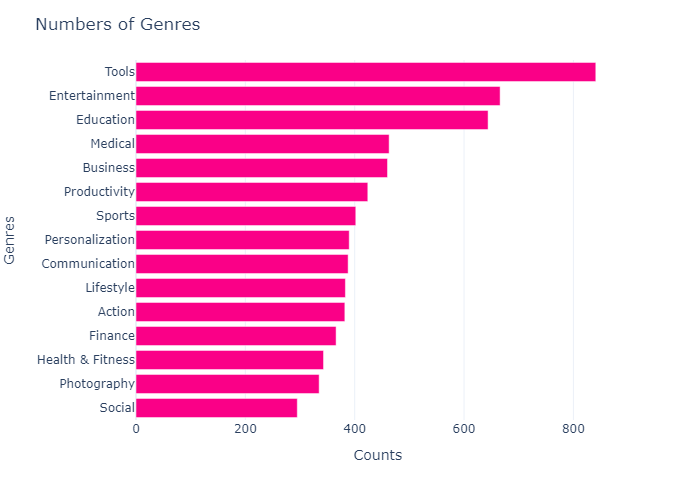 Numbers of Genres
Genres
Tools
Entertainment
Education
Medical
Business
Productivity
Sports
Personalization
Communication
Lifestyle
Action
Finance
Health & Fitness
Photography
Social
0 200 400 600 800
Counts